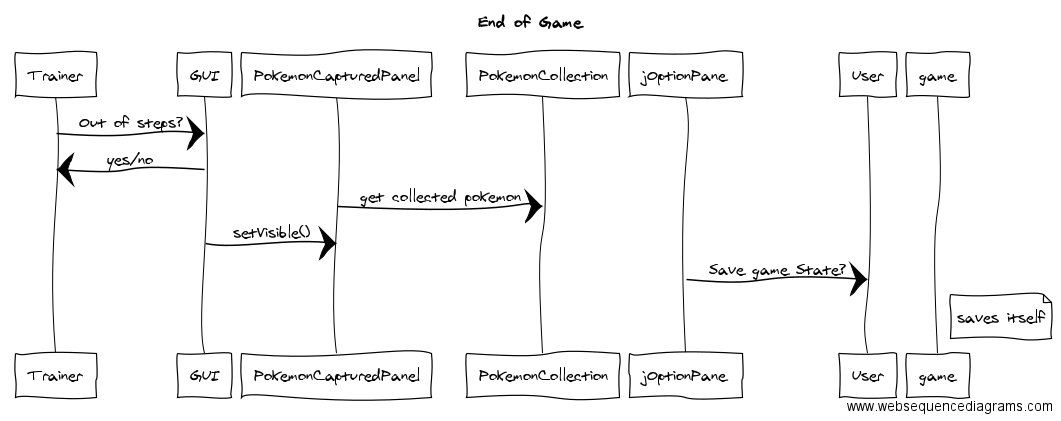 End of Game
Trainer GUI PokemonCapturedPanel PokemonCollection jOptionPane User game
Out of steps?
yes/no
get collected pokemon
setVisible()
Save game State?
saves itself
Trainer GUI PokemonCapturedPanel PokemonCollection jOptionPane User game
www.websequencediagrams.com